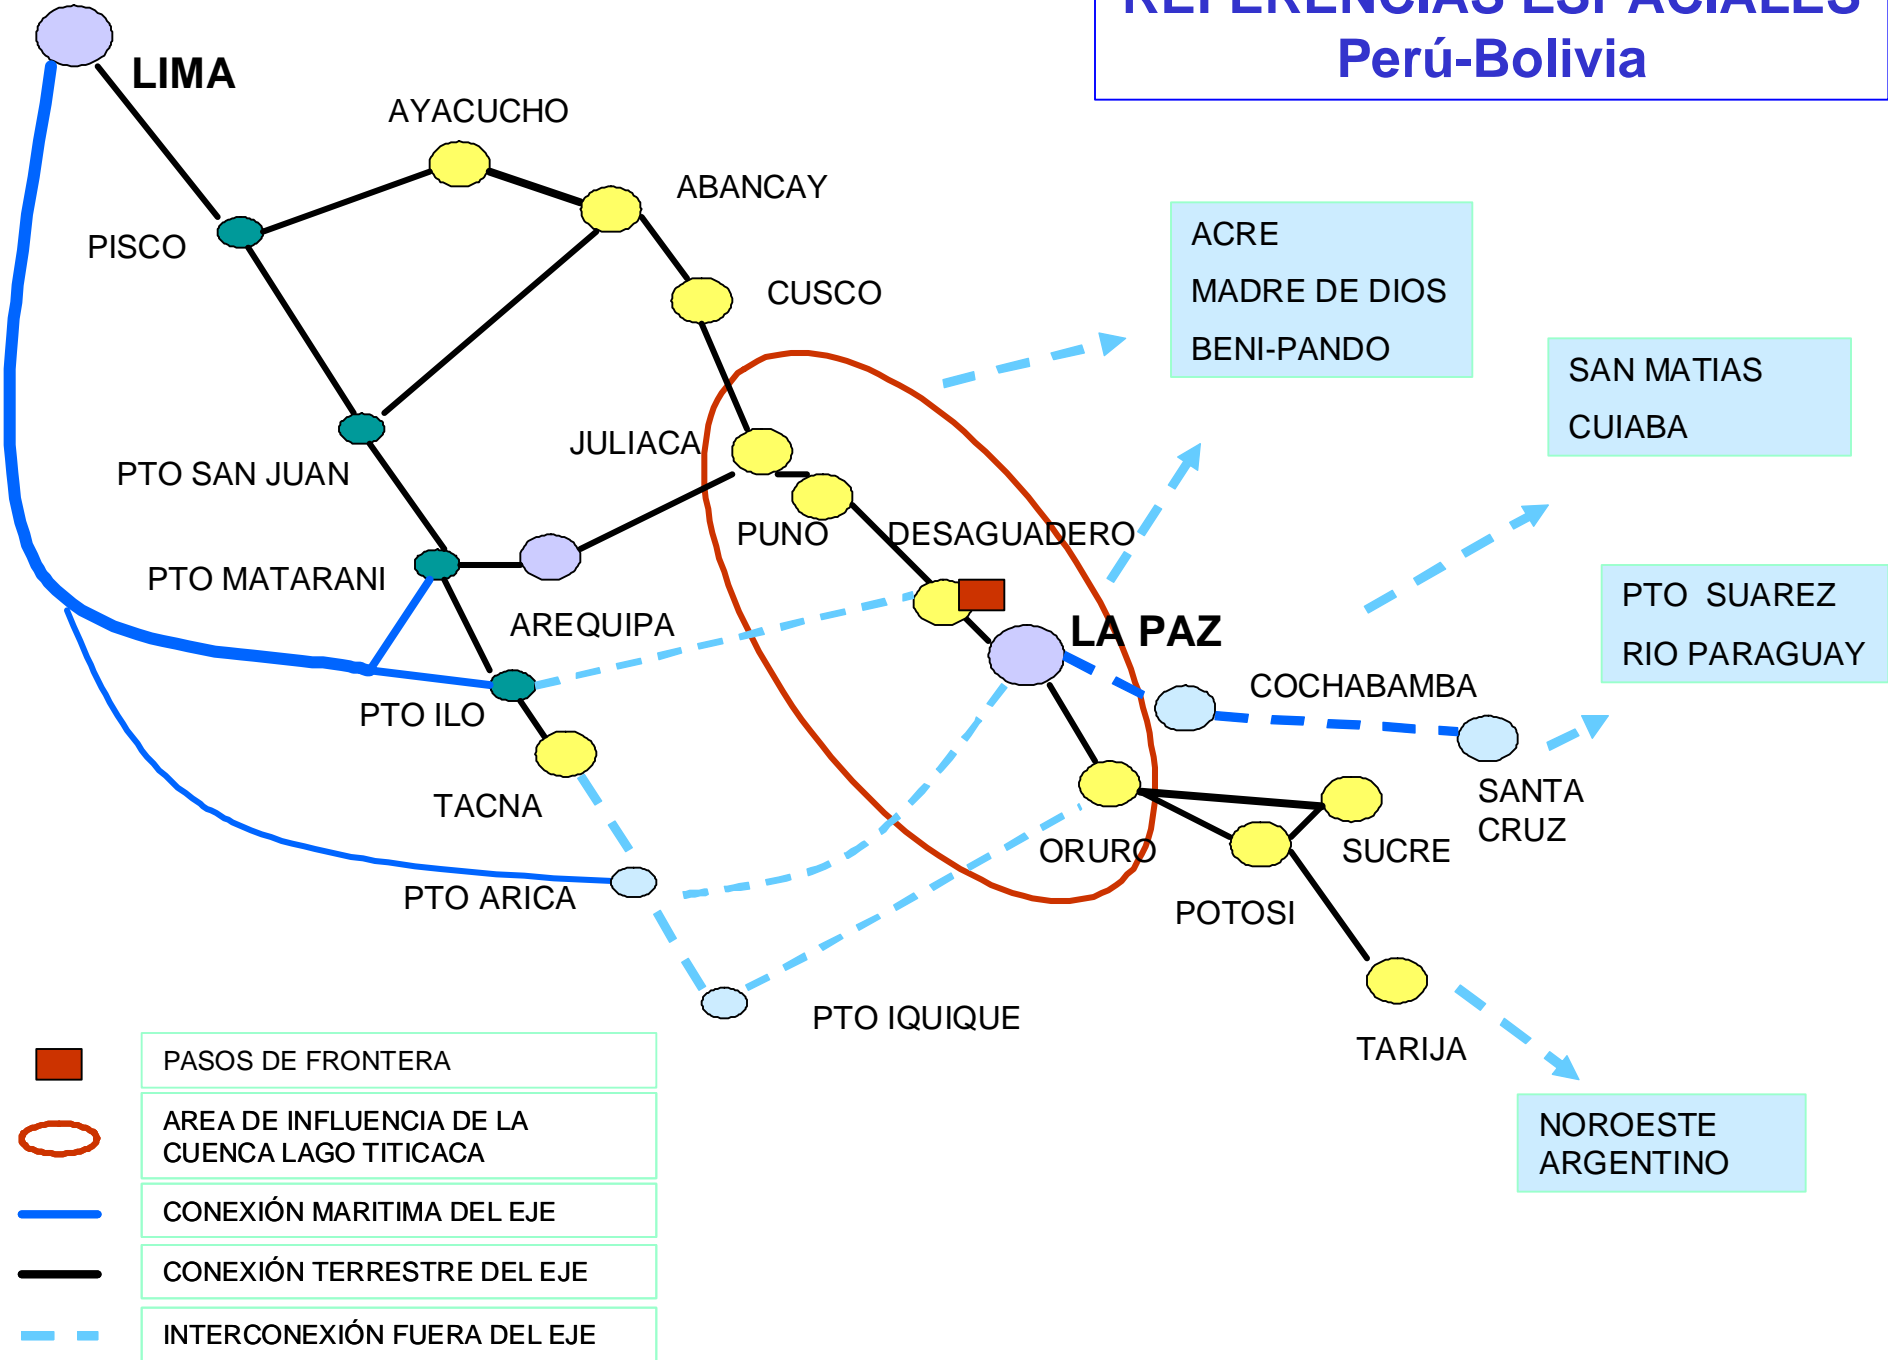 REFERENCIAS ESPACIALES
Perú-Bolivia
LIMA
AYACUCHO
ABANCAY
PISCO
CUSCO
ACRE
MADRE DE DIOS
BENI-PANDO
SAN MATIAS
CUIABA
JULIACA
PTO SAN JUAN
PUNO
DESAGUADERO
PTO MATARANI
AREQUIPA
LA PAZ
PTO SUAREZ
RIO PARAGUAY
COCHABAMBA
PTO ILO
TACNA
SANTA
CRUZ
ORURO
SUCRE
PTO ARICA
POTOSI
PTO IQUIQUE
TARIJA
NOROESTE
ARGENTINO
PASOS DE FRONTERA
AREA DE INFLUENCIA DE LA
CUENCA LAGO TITICACA
CONEXIÓN MARITIMA DEL EJE
CONEXIÓN TERRESTRE DEL EJE
INTERCONEXIÓN FUERA DEL EJE